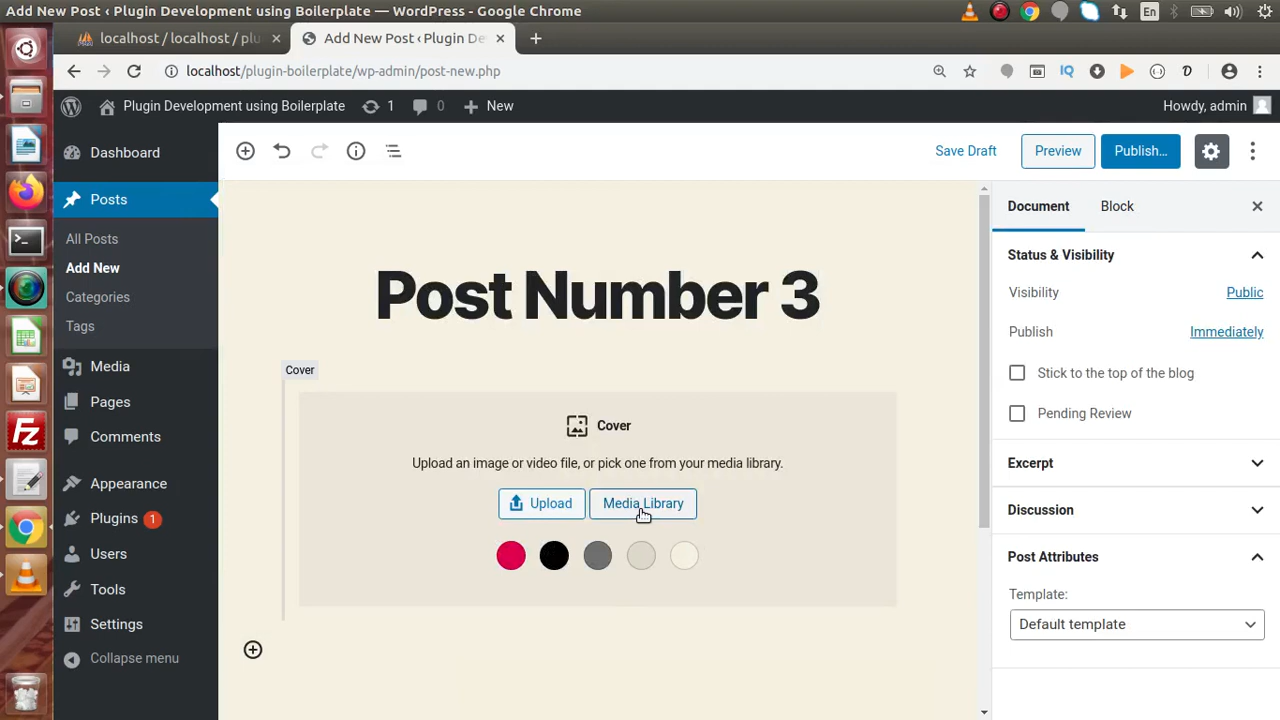 Add New Post ‹ Plugin Development using Boilerplate — WordPress - Google Chrome
En
localhost / localhost / plu
Add New Post ‹ Plugin De
localhost/plugin-boilerplate/wp-admin/post-new.php
IQ
Plugin Development using Boilerplate
1
0
New
Howdy, admin
Dashboard
Posts
All Posts
Add New
Categories
Tags
Media
Pages
Comments
Appearance
Plugins 1
Users
Tools
Settings
Collapse menu
Save Draft
Preview
Publish…
Post Number 3
Cover
Cover
Upload an image or video file, or pick one from your media library.
Upload
Media Library
Document
Block
Status & Visibility
Visibility
Public
Publish
Immediately
Stick to the top of the blog
Pending Review
Excerpt
Discussion
Post Attributes
Template:
Default template